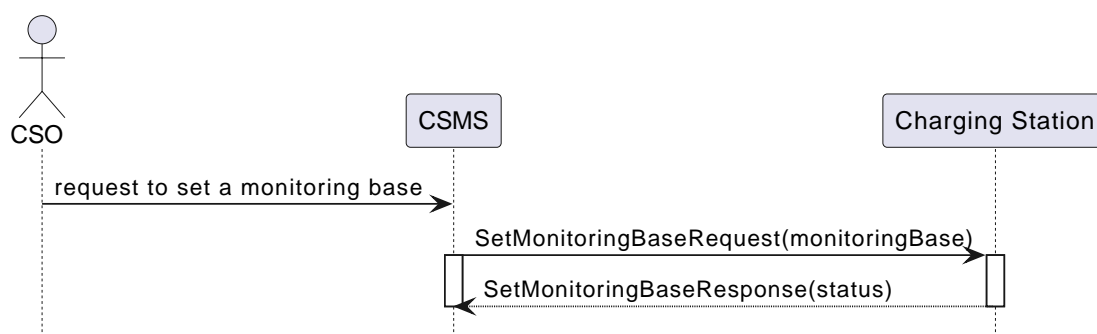 CSO
CSMS
Charging Station
request to set a monitoring base
SetMonitoringBaseRequest(monitoringBase)
SetMonitoringBaseResponse(status)